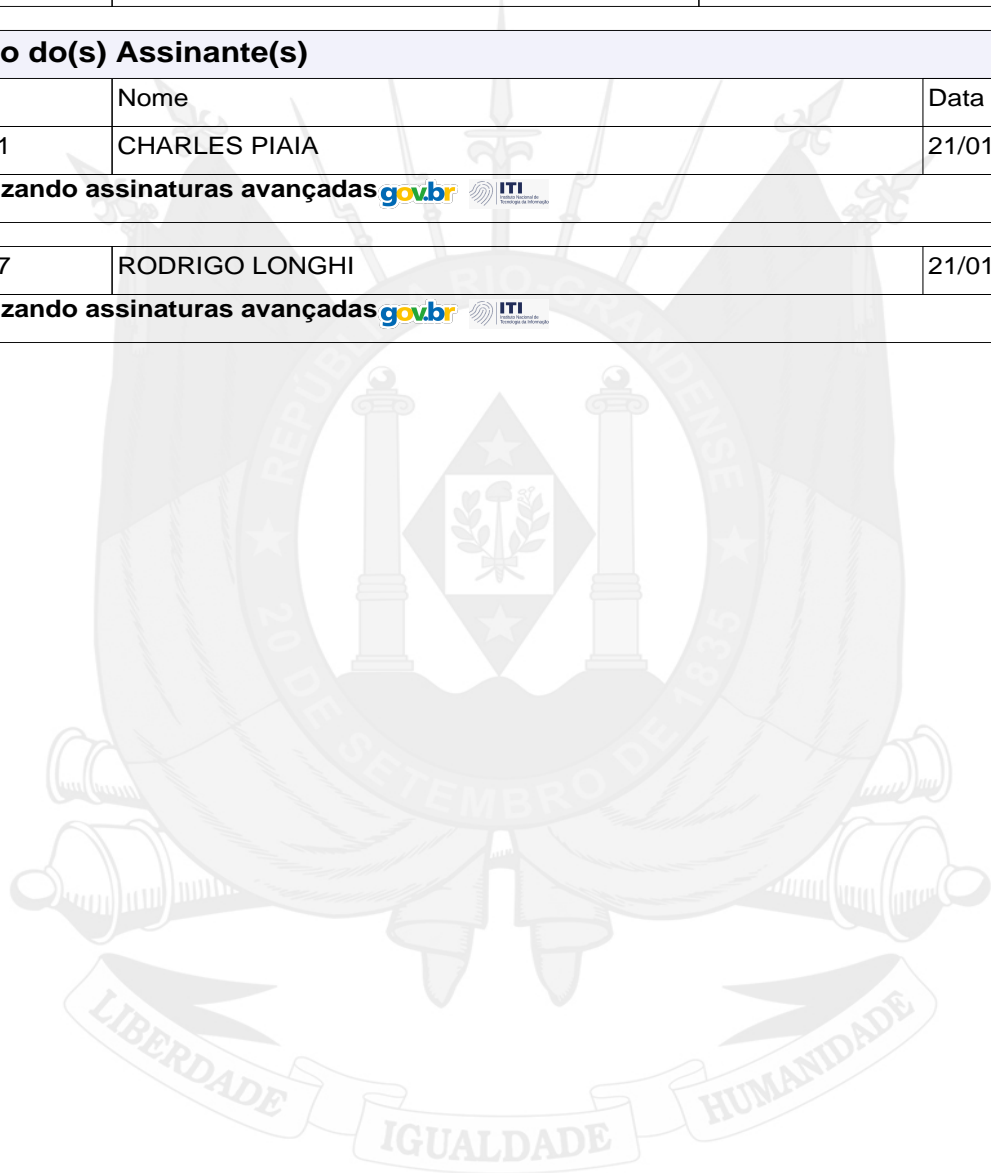 o do(s) Assinante(s)
Nome Data
1 CHARLES PIAIA 21/01
zando assinaturas avançadas gov.br ITI
7 RODRIGO LONGHI 21/01
zando assinaturas avançadas gov.br ITI
REPÚBLICA RIO-GRANDENSE
20 DE SETEMBRO DE 1835
LIBERDADE IGUALDADE HUMANIDADE